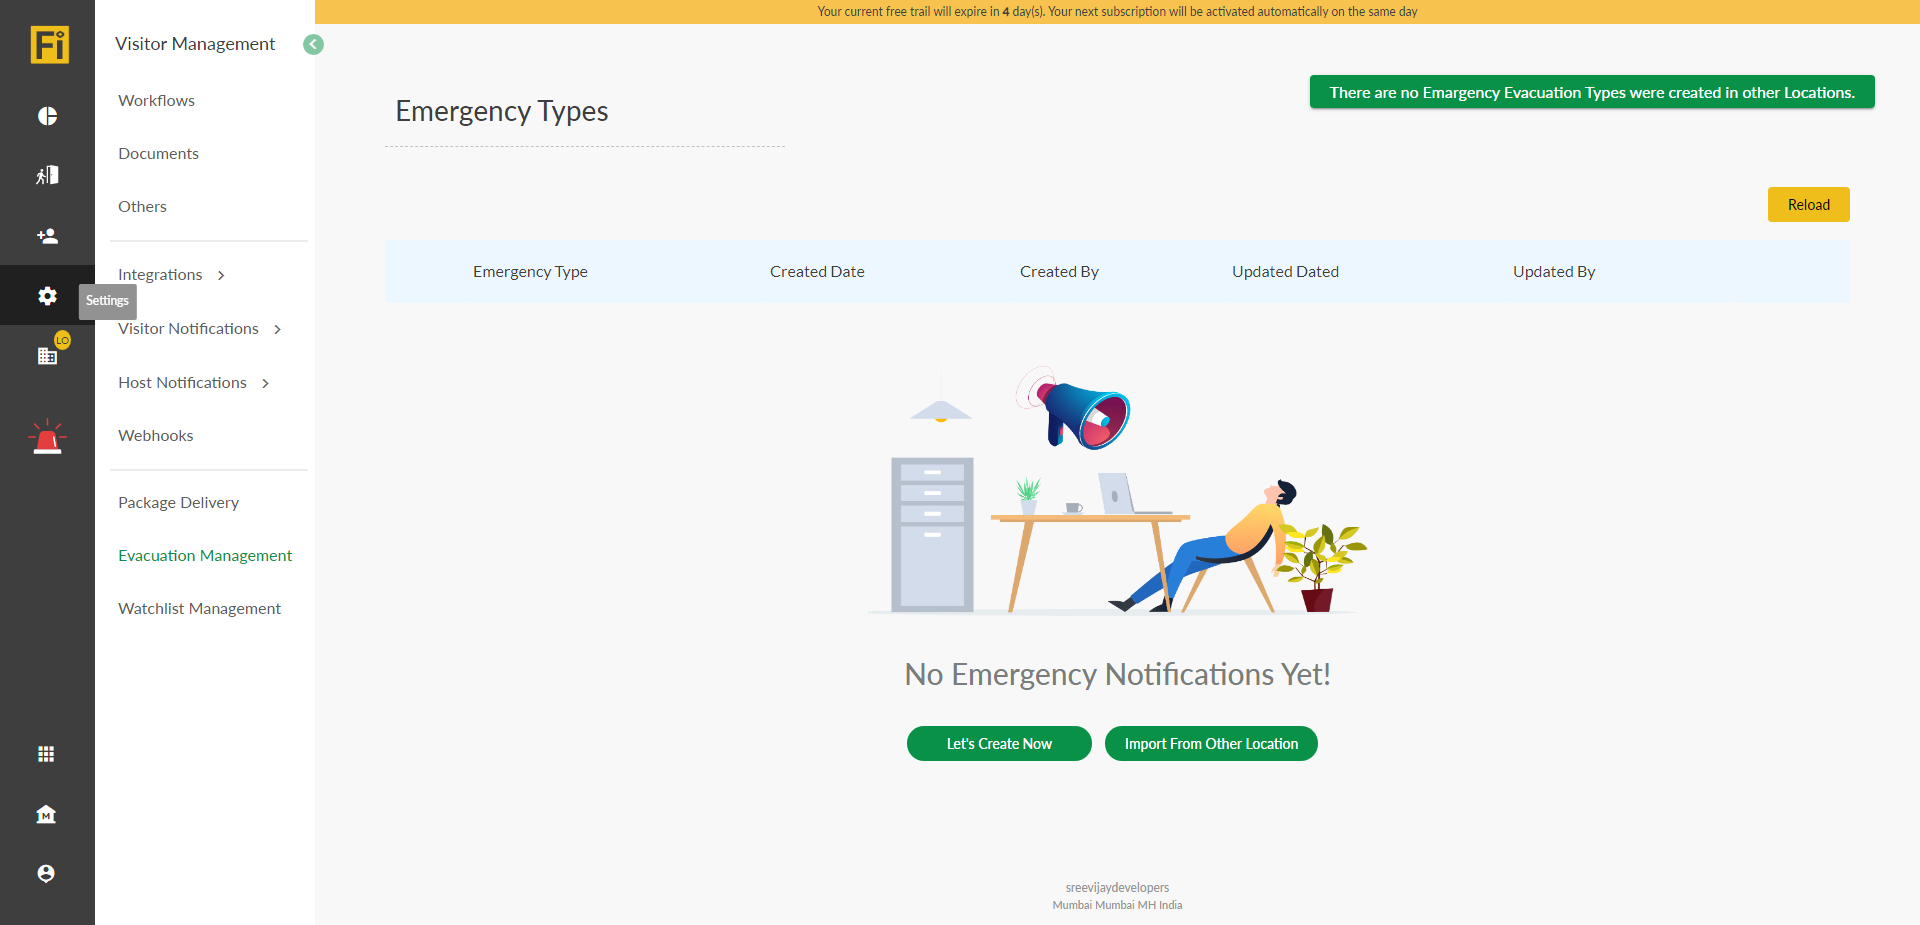 Your current free trail will expire in 4 day(s). Your next subscription will be activated automatically on the same day
Fi
Visitor Management
Workflows
Documents
Others
Integrations
Settings
Visitor Notifications
LO
Host Notifications
Webhooks
Package Delivery
Evacuation Management
Watchlist Management
M
There are no Emargency Evacuation Types were created in other Locations.
Emergency Types
Reload
Emergency Type Created Date Created By Updated Dated Updated By
No Emergency Notifications Yet!
Let's Create Now Import From Other Location
sreevijaydevelopers
Mumbai Mumbai MH India